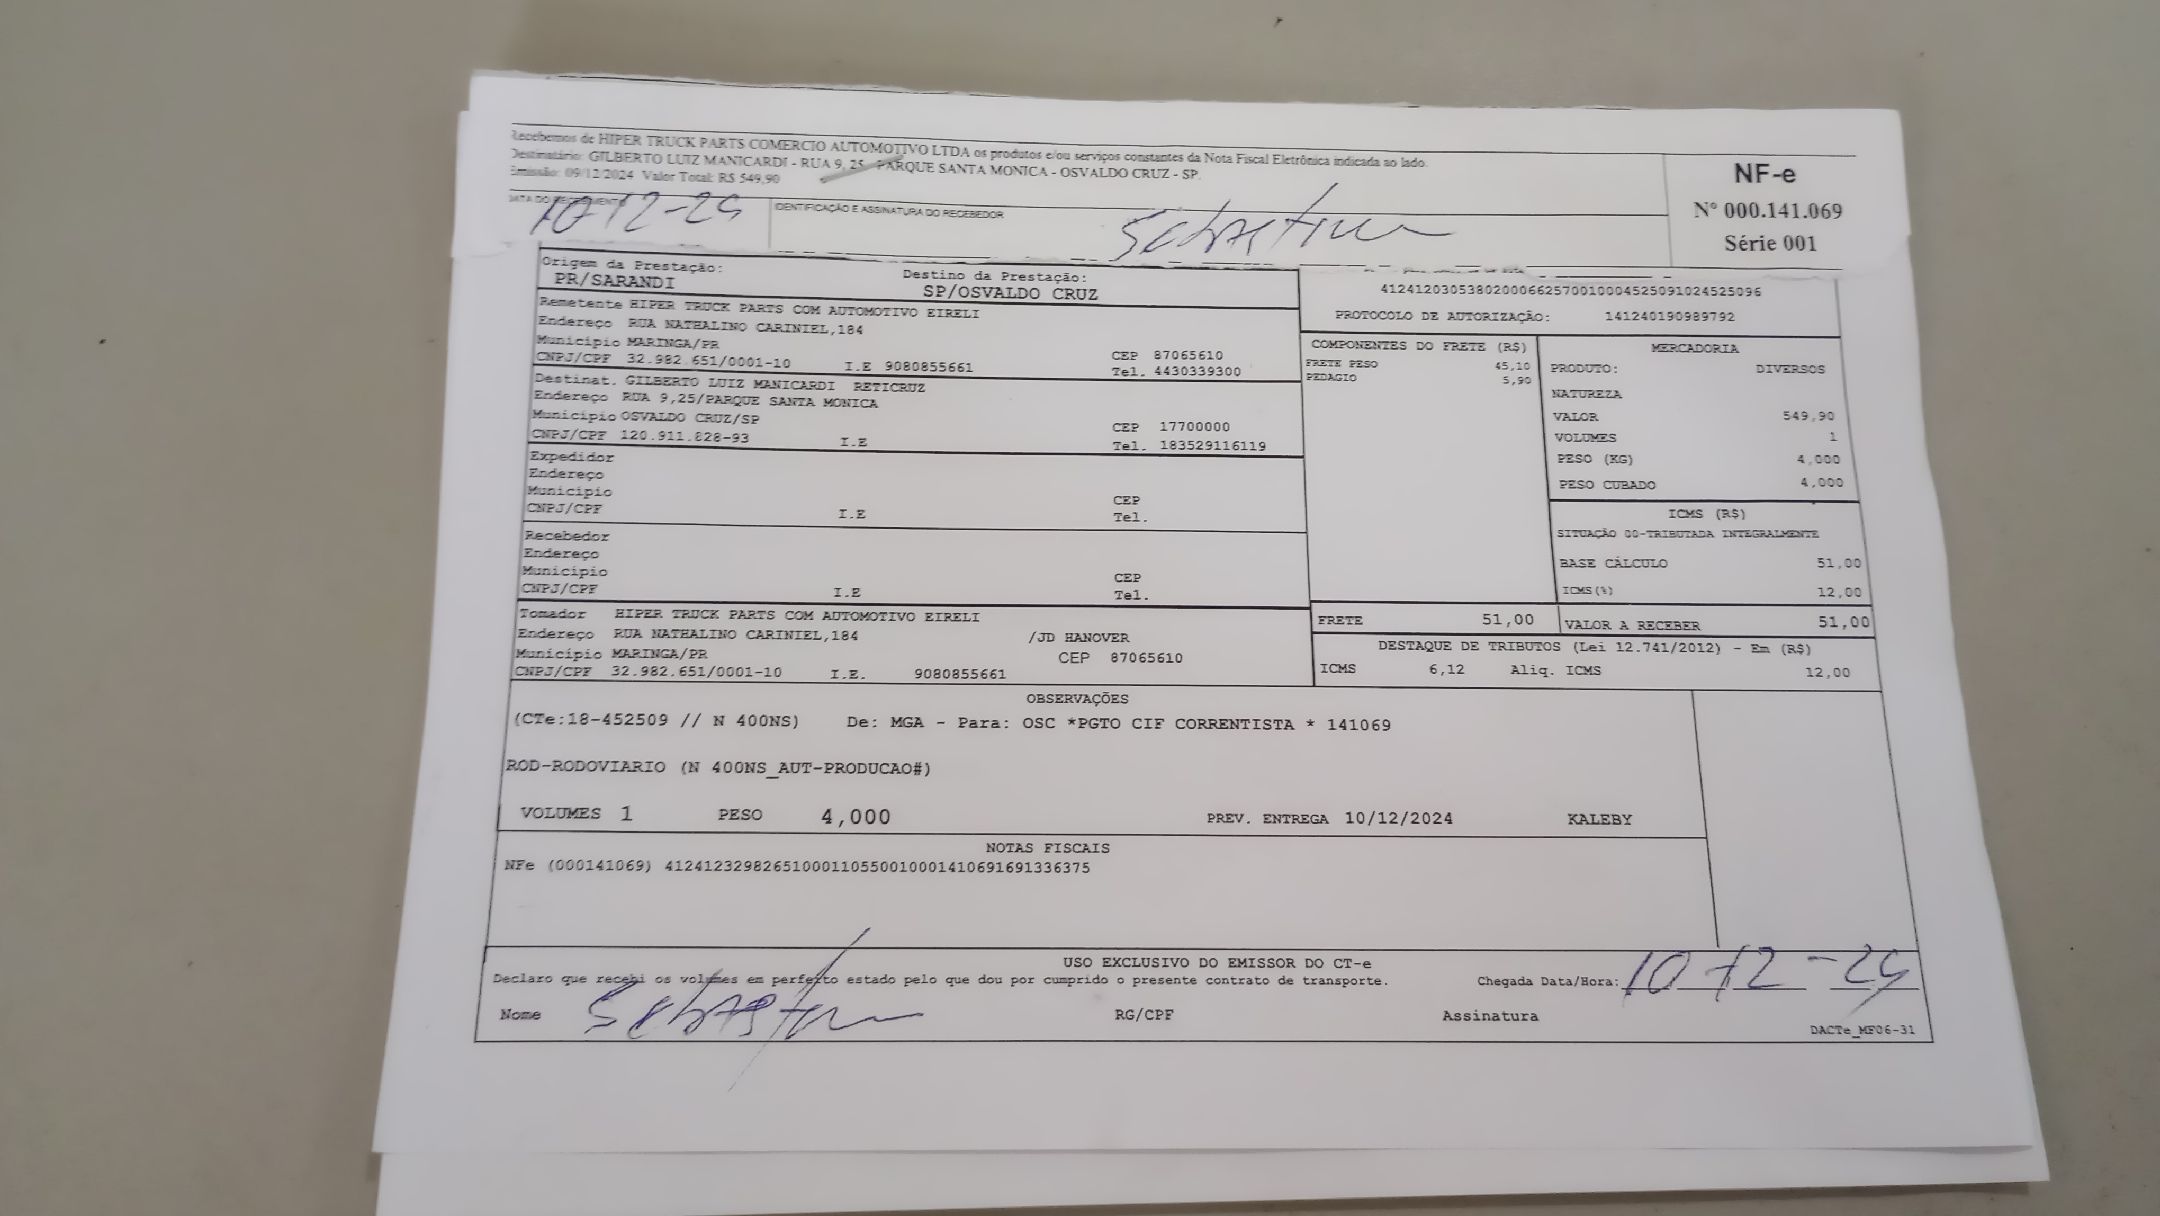 Recebemos de HIPER TRUCK PARTS COMERCIO AUTOMOTIVO LTDA os produtos e/ou serviços constantes da Nota Fiscal Eletrônica indicada ao lado.
Destinatário: GILBERTO LUIZ MANICARDI - RUA 9, 25 PARQUE SANTA MONICA - OSVALDO CRUZ - SP.
Emissão: 09/12/2024 Valor Total: R$ 549,90
NF-e
Nº 000.141.069
Série 001
DATA DO RECEBIMENTO
10-12-24
IDENTIFICAÇÃO E ASSINATURA DO RECEBEDOR
Origem da Prestação:
PR/SARANDI
Destino da Prestação:
SP/OSVALDO CRUZ
41241203053802000662570010004525091024525096
PROTOCOLO DE AUTORIZAÇÃO: 141240190989792
Remetente HIPER TRUCK PARTS COM AUTOMOTIVO EIRELI
Endereço RUA NATHALINO CARINIEL,184
Municipio MARINGA/PR
CEP 87065610
CNPJ/CPF 32.982.651/0001-10 I.E 9080855661
Tel. 4430339300
Destinat. GILBERTO LUIZ MANICARDI RETICRUZ
Endereço RUA 9,25/PARQUE SANTA MONICA
Municipio OSVALDO CRUZ/SP
CEP 17700000
CNPJ/CPF 120.911.828-93 I.E
Tel. 183529116119
Expedidor
Endereço
Municipio
CEP
CNPJ/CPF I.E
Tel.
Recebedor
Endereço
Municipio
CEP
CNPJ/CPF I.E
Tel.
Tomador HIPER TRUCK PARTS COM AUTOMOTIVO EIRELI
Endereço RUA NATHALINO CARINIEL,184 /JD HANOVER
Municipio MARINGA/PR CEP 87065610
CNPJ/CPF 32.982.651/0001-10 I.E. 9080855661
COMPONENTES DO FRETE (R$)
FRETE PESO 45,10
PEDAGIO 5,90
MERCADORIA
PRODUTO: DIVERSOS
NATUREZA
VALOR 549,90
VOLUMES 1
PESO (KG) 4,000
PESO CUBADO 4,000
ICMS (R$)
SITUAÇÃO 00-TRIBUTADA INTEGRALMENTE
BASE CÁLCULO 51,00
ICMS(%) 12,00
FRETE 51,00
VALOR A RECEBER 51,00
DESTAQUE DE TRIBUTOS (Lei 12.741/2012) - Em (R$)
ICMS 6,12 Aliq. ICMS 12,00
OBSERVAÇÕES
(CTe:18-452509 // N 400NS) De: MGA - Para: OSC *PGTO CIF CORRENTISTA * 141069
ROD-RODOVIARIO (N 400NS_AUT-PRODUCAO#)
VOLUMES 1 PESO 4,000 PREV. ENTREGA 10/12/2024 KALEBY
NOTAS FISCAIS
NFe (000141069) 41241232982651000110550010001410691691336375
USO EXCLUSIVO DO EMISSOR DO CT-e
Declaro que recebi os volumes em perfeito estado pelo que dou por cumprido o presente contrato de transporte.
Chegada Data/Hora: 10-12-24
Nome
RG/CPF
Assinatura
DACTe_MF06-31